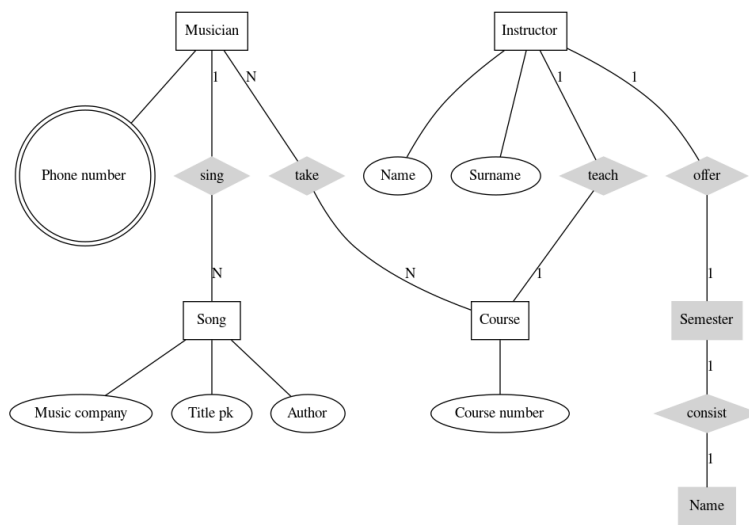 Musician
Instructor
1
N
1
1
Phone number
sing
take
Name
Surname
teach
offer
N
N
1
1
Song
Course
Semester
1
Music company
Title pk
Author
Course number
consist
1
Name